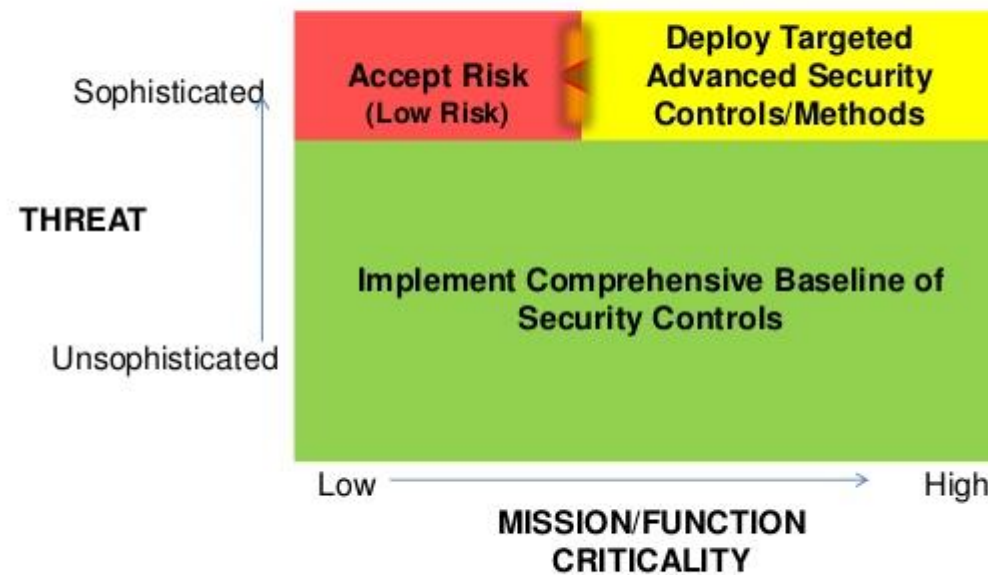 Deploy Targeted
Advanced Security
Controls/Methods
Accept Risk
(Low Risk)
Sophisticated
THREAT
Implement Comprehensive Baseline of
Security Controls
Unsophisticated
Low
High
MISSION/FUNCTION
CRITICALITY